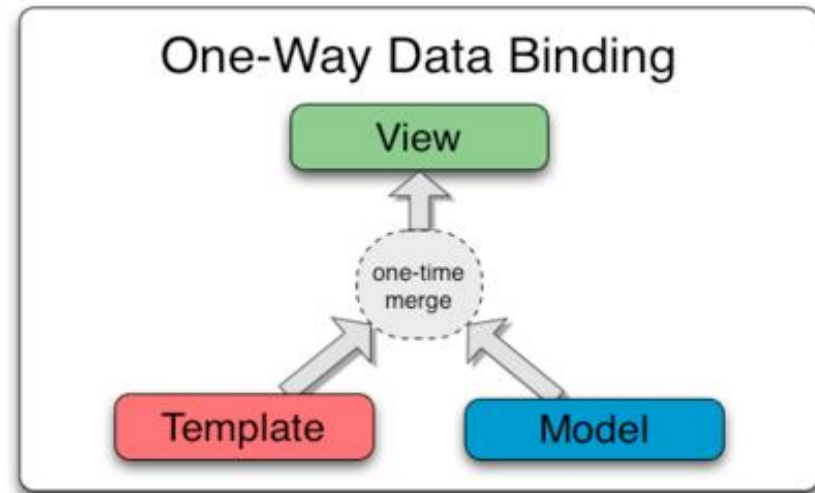 One-Way Data Binding
View
one-time
merge
Template
Model